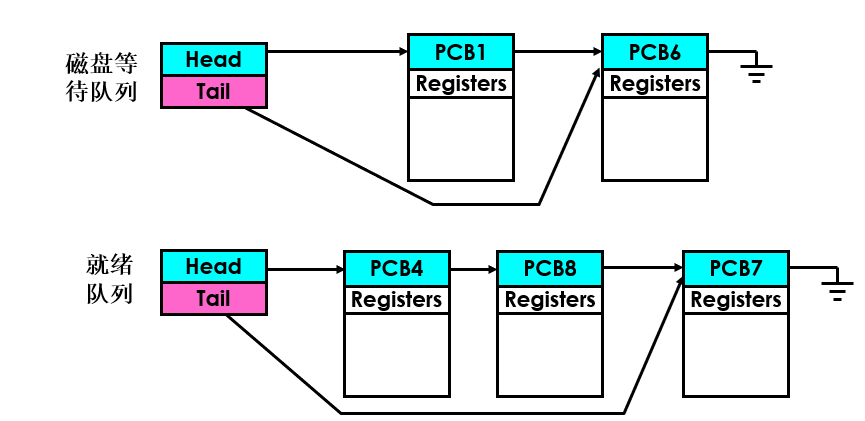 磁盘等
待队列
Head
Tail
PCB1
Registers
PCB6
Registers
就绪
队列
Head
Tail
PCB4
Registers
PCB8
Registers
PCB7
Registers